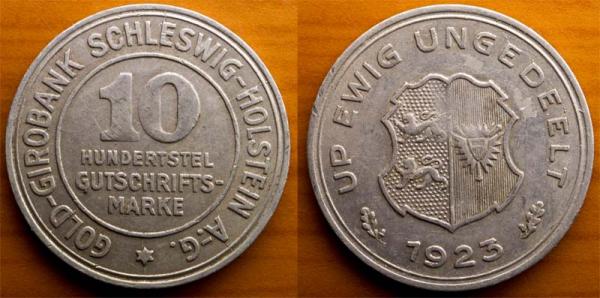 GOLD-GIROBANK SCHLESWIG-HOLSTEIN A-G.
10
HUNDERTSTEL
GUTSCHRIFTS-
MARKE
UP EWIG UNGEDEELT
1923